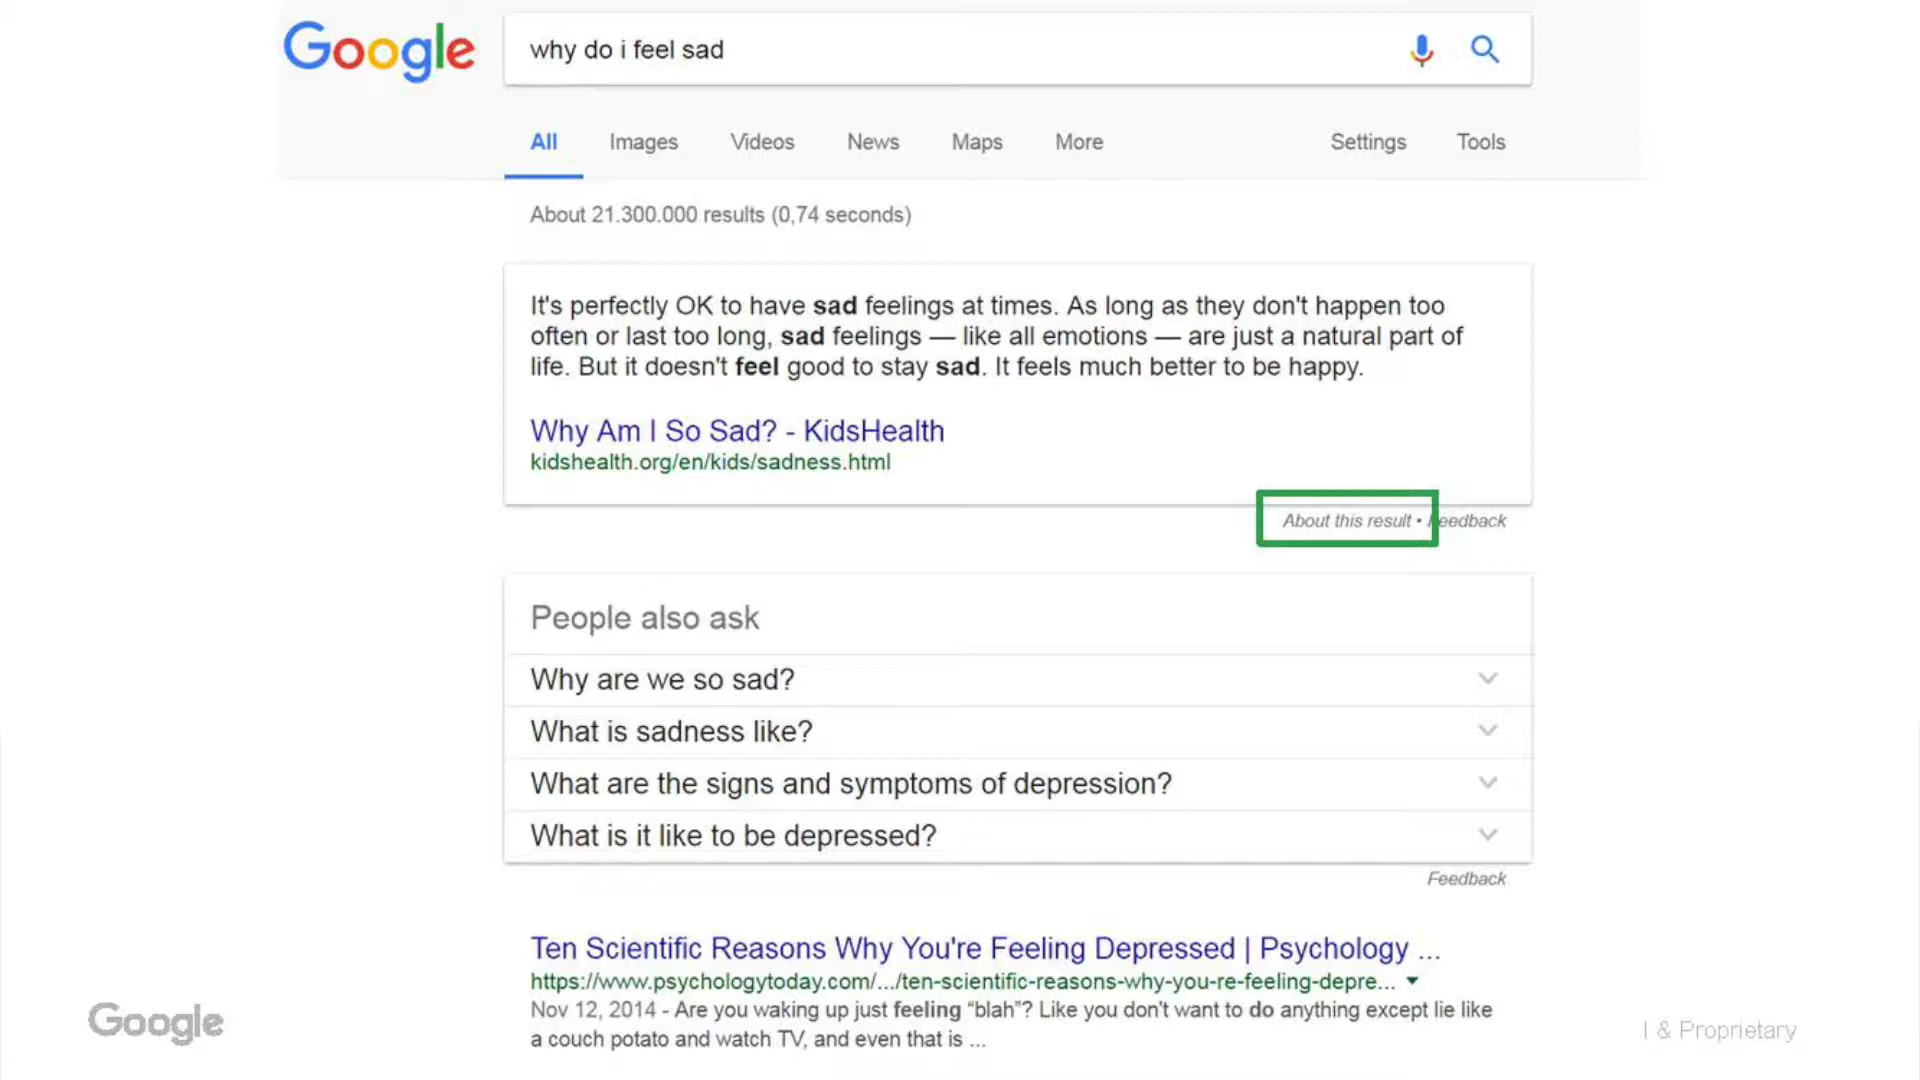 Google
why do i feel sad
All Images Videos News Maps More Settings Tools
About 21.300.000 results (0,74 seconds)
It's perfectly OK to have sad feelings at times. As long as they don't happen too
often or last too long, sad feelings — like all emotions — are just a natural part of
life. But it doesn't feel good to stay sad. It feels much better to be happy.
Why Am I So Sad? - KidsHealth
kidshealth.org/en/kids/sadness.html
About this result • Feedback
People also ask
Why are we so sad?
What is sadness like?
What are the signs and symptoms of depression?
What is it like to be depressed?
Feedback
Ten Scientific Reasons Why You're Feeling Depressed | Psychology ...
https://www.psychologytoday.com/.../ten-scientific-reasons-why-you-re-feeling-depre...
Nov 12, 2014 - Are you waking up just feeling “blah”? Like you don't want to do anything except lie like
a couch potato and watch TV, and even that is ...
Google
l & Proprietary